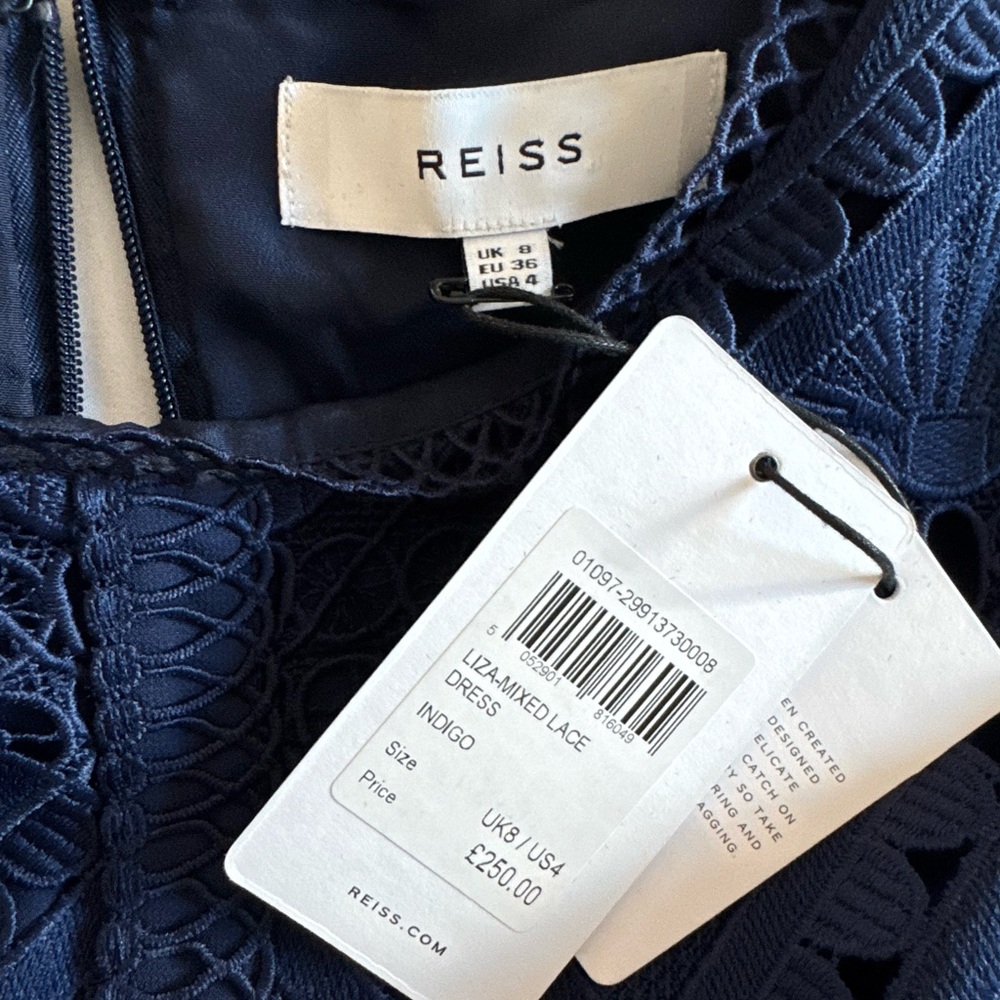 REISS
UK 8
EU 36
USA 4
01097-29913730008
5 052901 816049
LIZA-MIXED LACE
DRESS
INDIGO
Size UK8 / US4
Price £250.00
REISS.COM
EN CREATED
DESIGNED
ELICATE
CATCH ON
Y SO TAKE
RING AND
AGGING.